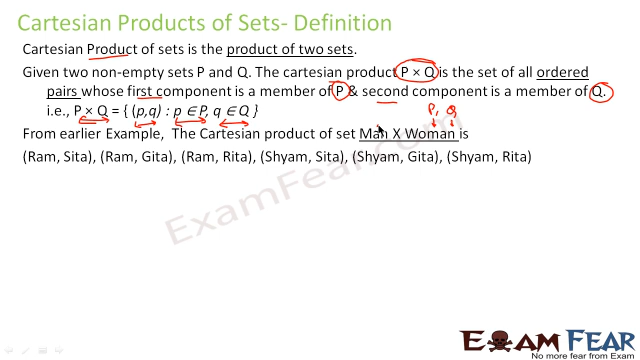 Cartesian Products of Sets- Definition
Cartesian Product of sets is the product of two sets.
Given two non-empty sets P and Q. The cartesian product P × Q is the set of all ordered
pairs whose first component is a member of P & second component is a member of Q.
i.e., P × Q = { (p,q) : p ∈ P, q ∈ Q }
P, Q
From earlier Example, The Cartesian product of set Man X Woman is
(Ram, Sita), (Ram, Gita), (Ram, Rita), (Shyam, Sita), (Shyam, Gita), (Shyam, Rita)
ExamFear.com
EXAM FEAR
No more fear from Exam